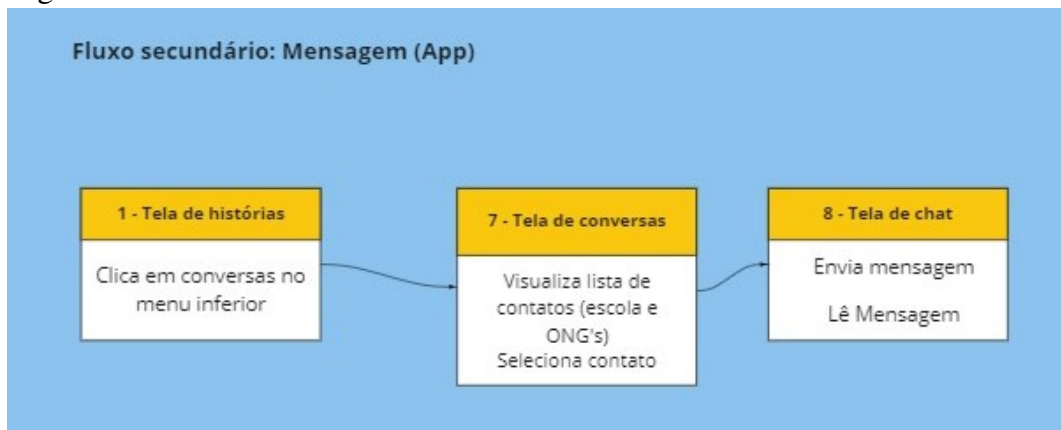 Fluxo secundário: Mensagem (App)
1 - Tela de histórias
Clica em conversas no
menu inferior
7 - Tela de conversas
Visualiza lista de
contatos (escola e
ONG's)
Seleciona contato
8 - Tela de chat
Envia mensagem
Lê Mensagem